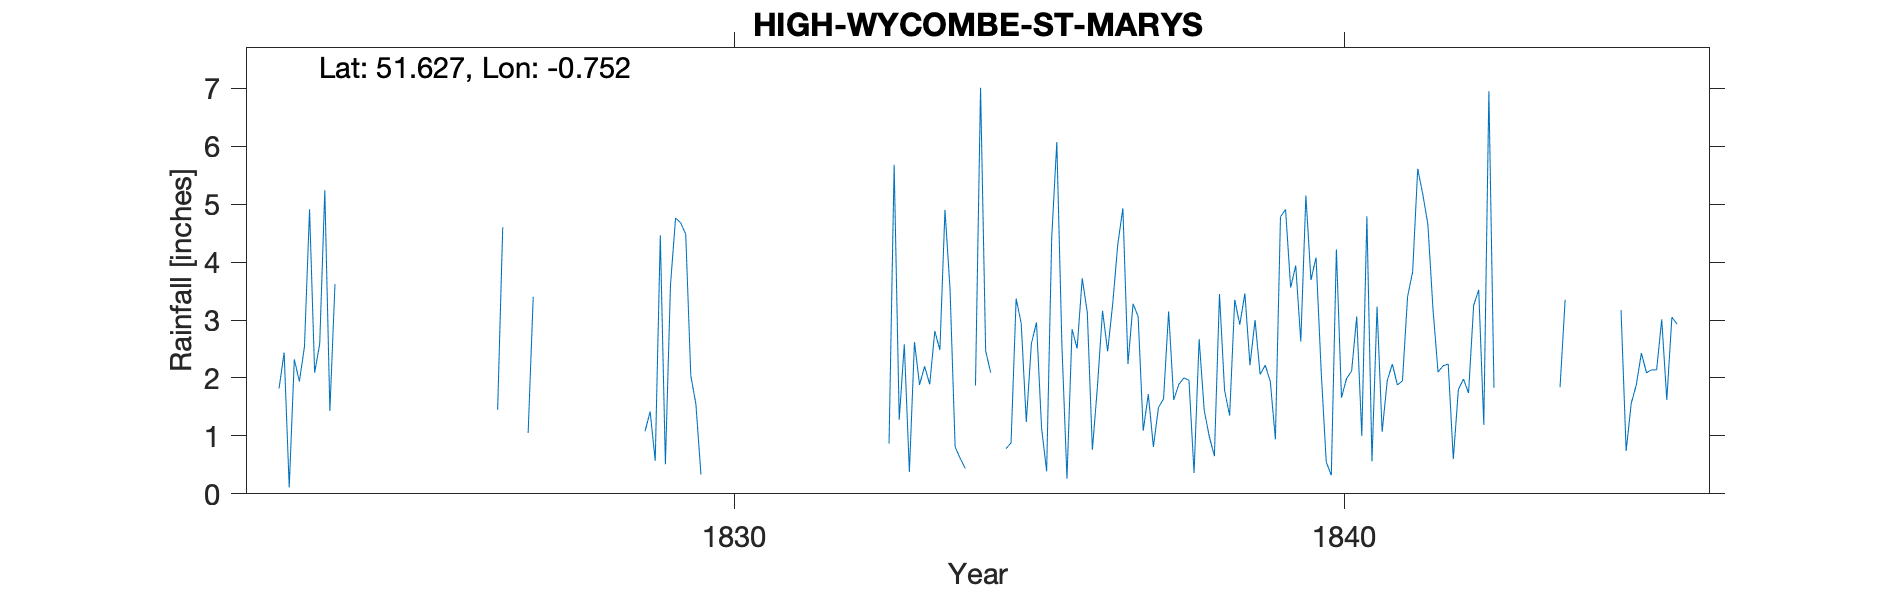 HIGH-WYCOMBE-ST-MARYS
Lat: 51.627, Lon: -0.752
7
6
5
4
3
2
1
0
Rainfall [inches]
1830
1840
Year